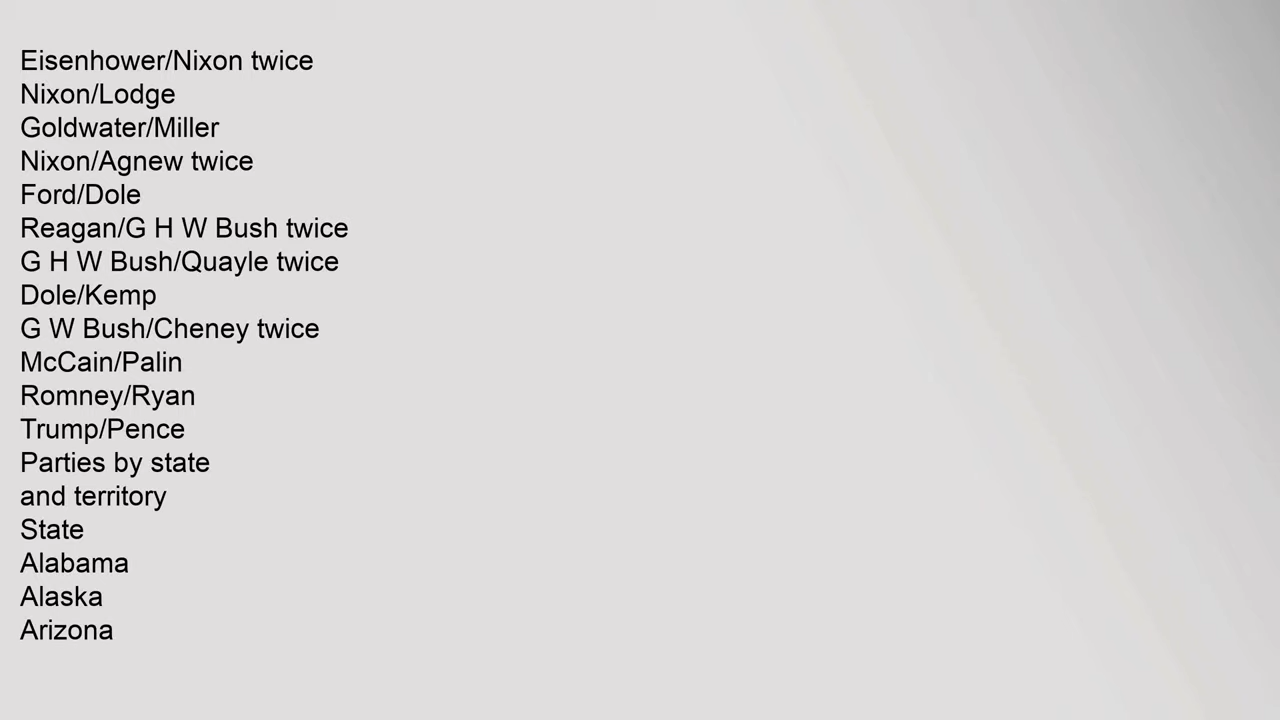 Eisenhower/Nixon twice
Nixon/Lodge
Goldwater/Miller
Nixon/Agnew twice
Ford/Dole
Reagan/G H W Bush twice
G H W Bush/Quayle twice
Dole/Kemp
G W Bush/Cheney twice
McCain/Palin
Romney/Ryan
Trump/Pence
Parties by state
and territory
State
Alabama
Alaska
Arizona